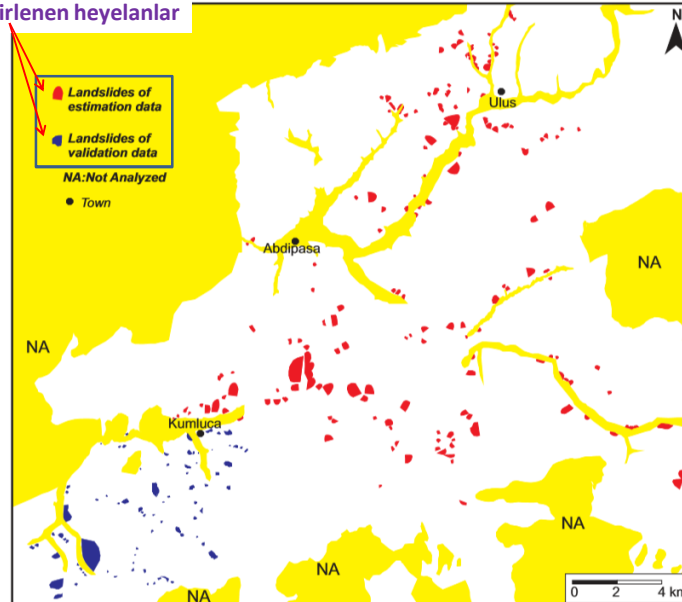 irlenen heyelanlar
N
Landslides of
estimation data
Landslides of
validation data
NA:Not Analyzed
Town
Ulus
Abdipasa
NA
NA
Kumluca
NA
NA
NA
0 2 4 km